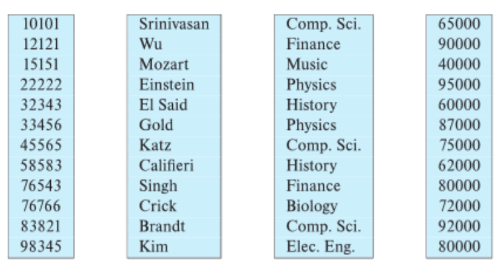 10101 Srinivasan Comp. Sci. 65000
12121 Wu Finance 90000
15151 Mozart Music 40000
22222 Einstein Physics 95000
32343 El Said History 60000
33456 Gold Physics 87000
45565 Katz Comp. Sci. 75000
58583 Califieri History 62000
76543 Singh Finance 80000
76766 Crick Biology 72000
83821 Brandt Comp. Sci. 92000
98345 Kim Elec. Eng. 80000